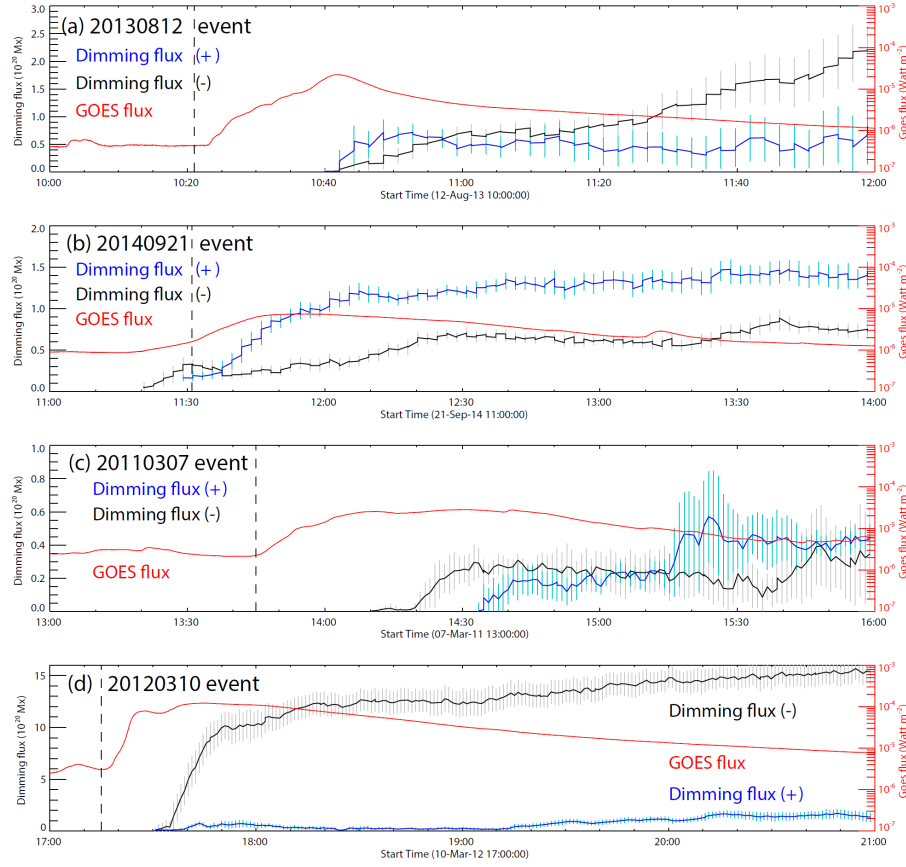 (a) 20130812 event
Dimming flux (+)
Dimming flux (-)
GOES flux
Dimming flux (10²⁰ Mx)
3.0
2.5
2.0
1.5
1.0
0.5
0.0
10⁻³
10⁻⁴
10⁻⁵
10⁻⁶
10⁻⁷
Goes flux(Watt m⁻²)
10:00 10:20 10:40 11:00 11:20 11:40 12:00
Start Time (12-Aug-13 10:00:00)
(b) 20140921 event
Dimming flux (+)
Dimming flux (-)
GOES flux
Dimming flux (10²⁰ Mx)
2.0
1.5
1.0
0.5
0.0
10⁻³
10⁻⁴
10⁻⁵
10⁻⁶
10⁻⁷
Goes flux(Watt m⁻²)
11:00 11:30 12:00 12:30 13:00 13:30 14:00
Start Time (21-Sep-14 11:00:00)
(c) 20110307 event
Dimming flux (+)
Dimming flux (-)
GOES flux
Dimming flux (10²⁰ Mx)
1.0
0.8
0.6
0.4
0.2
0.0
10⁻³
10⁻⁴
10⁻⁵
10⁻⁶
10⁻⁷
Goes flux(Watt m⁻²)
13:00 13:30 14:00 14:30 15:00 15:30 16:00
Start Time (07-Mar-11 13:00:00)
(d) 20120310 event
Dimming flux (-)
GOES flux
Dimming flux (+)
Dimming flux (10²⁰ Mx)
15
10
5
0
10⁻³
10⁻⁴
10⁻⁵
10⁻⁶
10⁻⁷
Goes flux(Watt m⁻²)
17:00 18:00 19:00 20:00 21:00
Start Time (10-Mar-12 17:00:00)